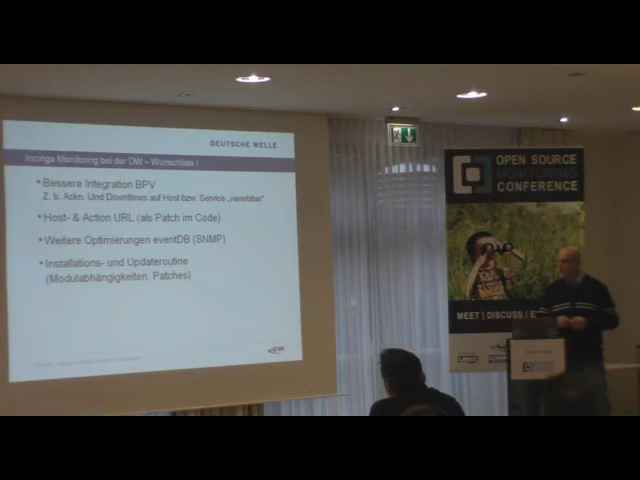 DEUTSCHE WELLE
Incinga Monitoring bei der DW – Wunschliste I
• Bessere Integration BPV
Z. b. Ackn. Und Downtimes auf Host bzw. Service „vererbbar"
• Host- & Action URL (als Patch im Code)
• Weitere Optimierungen eventDB (SNMP)
• Installations- und Updateroutine
(Modulabhängigkeiten, Patches)
OPEN SOURCE
MONITORING
CONFERENCE
MEET | DISCUSS |